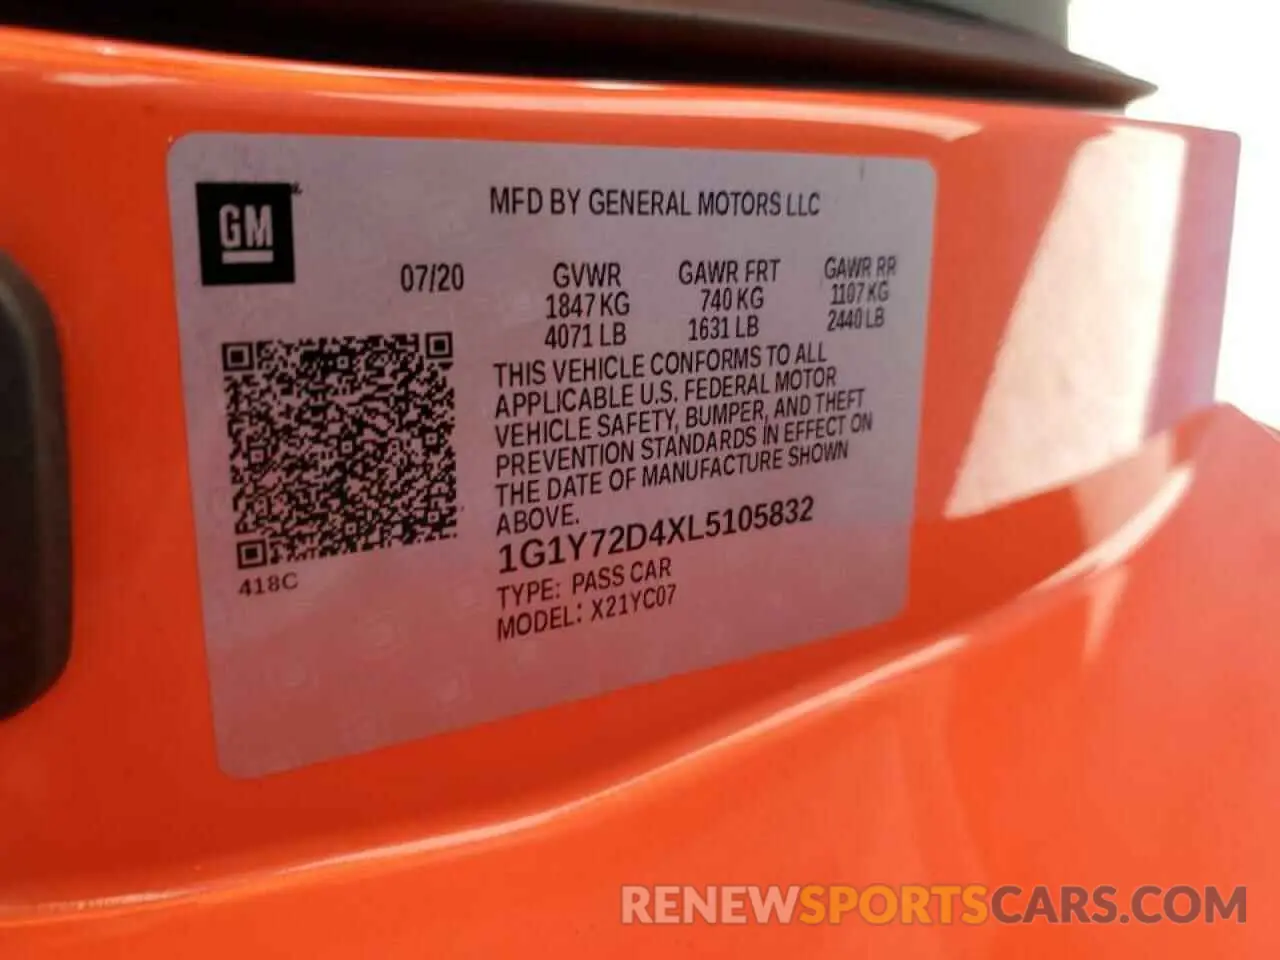 GM
MFD BY GENERAL MOTORS LLC
07/20
GVWR GAWR FRT GAWR RR
1847 KG 740 KG 1107 KG
4071 LB 1631 LB 2440 LB
THIS VEHICLE CONFORMS TO ALL
APPLICABLE U.S. FEDERAL MOTOR
VEHICLE SAFETY, BUMPER, AND THEFT
PREVENTION STANDARDS IN EFFECT ON
THE DATE OF MANUFACTURE SHOWN
ABOVE.
1G1Y72D4XL5105832
TYPE: PASS CAR
MODEL: X21YC07
418C
RENEWSPORTSCARS.COM